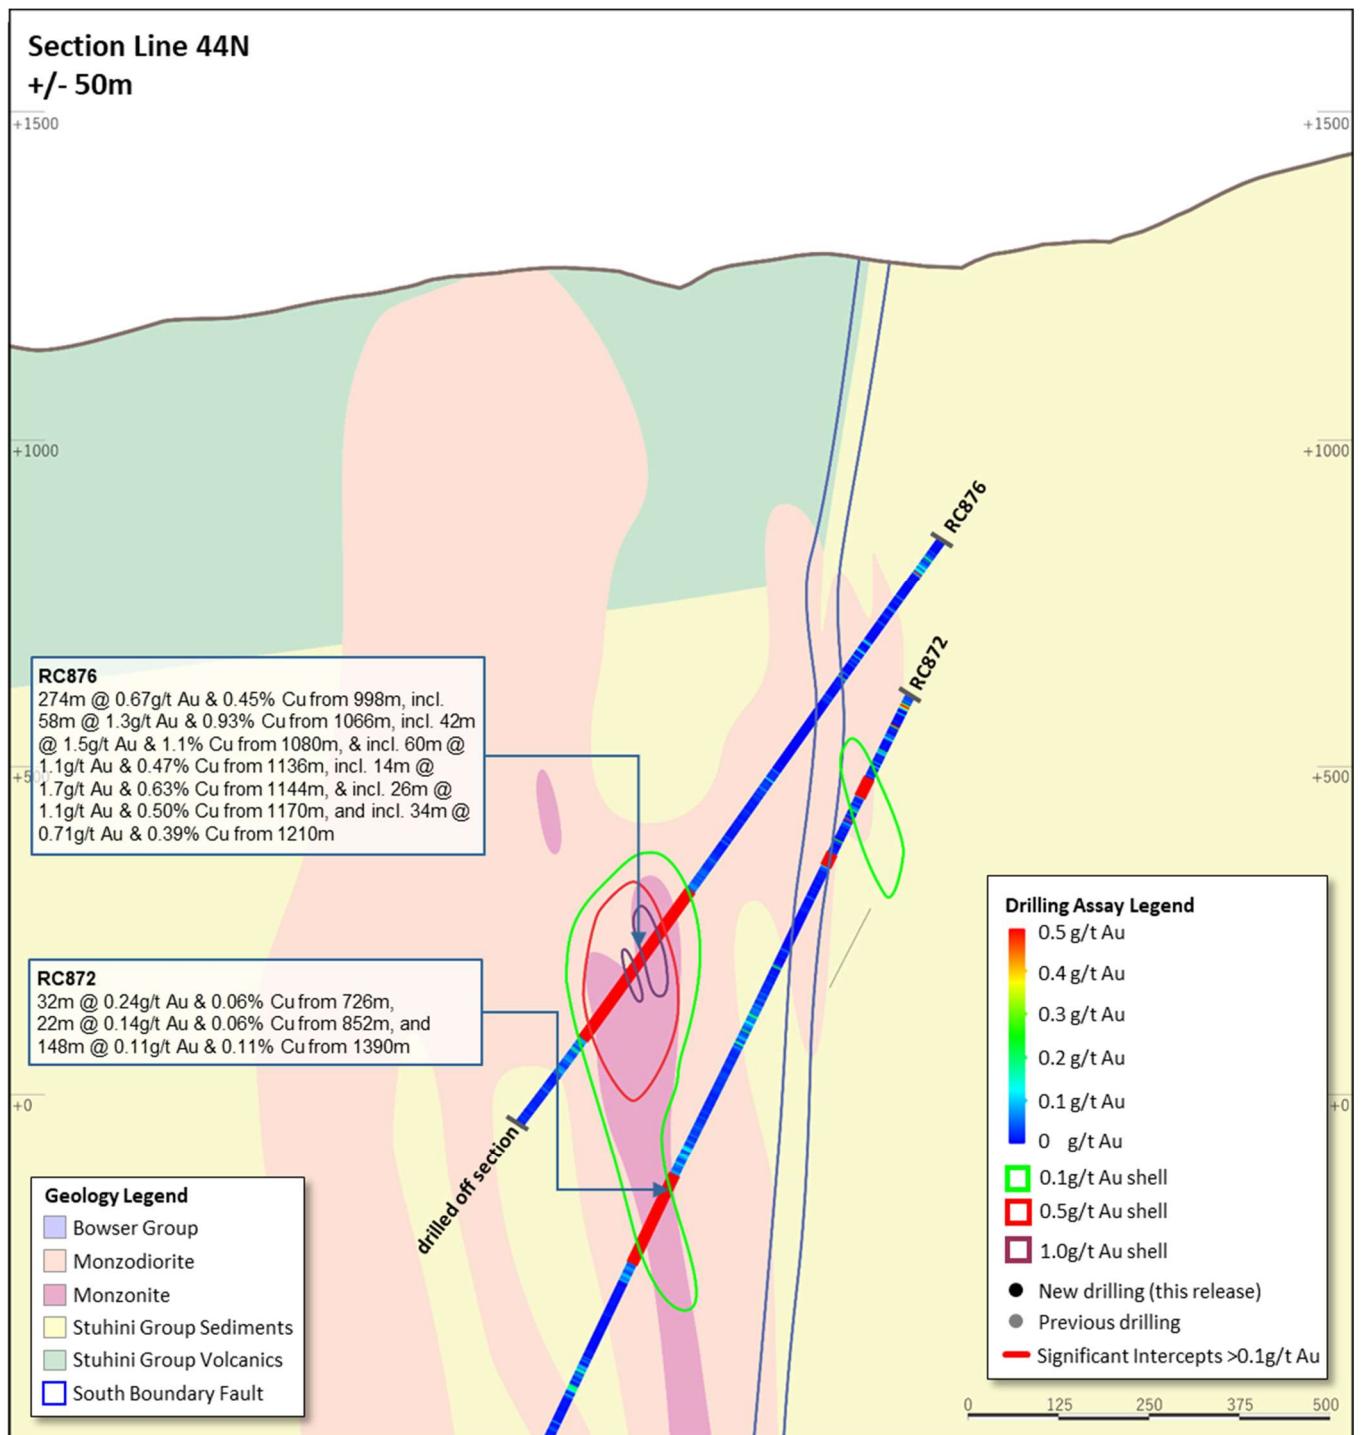 Section Line 44N
+/- 50m
+1500
+1500
+1000
+1000
RC876
RC872
RC876
274m @ 0.67g/t Au & 0.45% Cu from 998m, incl.
58m @ 1.3g/t Au & 0.93% Cu from 1066m, incl. 42m
@ 1.5g/t Au & 1.1% Cu from 1080m, & incl. 60m @
1.1g/t Au & 0.47% Cu from 1136m, incl. 14m @
1.7g/t Au & 0.63% Cu from 1144m, & incl. 26m @
1.1g/t Au & 0.50% Cu from 1170m, and incl. 34m @
0.71g/t Au & 0.39% Cu from 1210m
+500
+500
RC872
32m @ 0.24g/t Au & 0.06% Cu from 726m,
22m @ 0.14g/t Au & 0.06% Cu from 852m, and
148m @ 0.11g/t Au & 0.11% Cu from 1390m
+0
+0
drilled off section
Geology Legend
Bowser Group
Monzodiorite
Monzonite
Stuhini Group Sediments
Stuhini Group Volcanics
South Boundary Fault
Drilling Assay Legend
0.5 g/t Au
0.4 g/t Au
0.3 g/t Au
0.2 g/t Au
0.1 g/t Au
0 g/t Au
0.1g/t Au shell
0.5g/t Au shell
1.0g/t Au shell
New drilling (this release)
Previous drilling
Significant Intercepts >0.1g/t Au
0 125 250 375 500